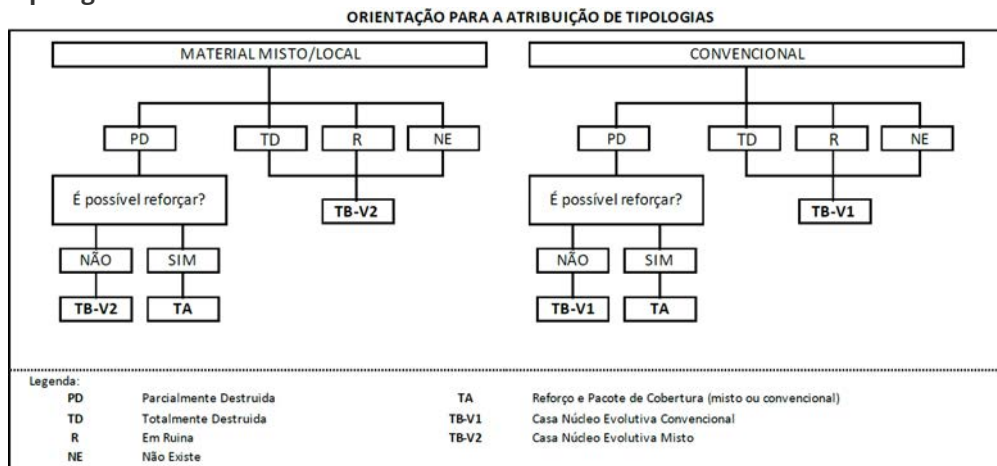 ORIENTAÇÃO PARA A ATRIBUIÇÃO DE TIPOLOGIAS
MATERIAL MISTO/LOCAL
CONVENCIONAL
PD TD R NE
PD TD R NE
É possível reforçar?
TB-V2
É possível reforçar?
TB-V1
NÃO SIM
NÃO SIM
TB-V2 TA
TB-V1 TA
Legenda:
PD Parcialmente Destruida TA Reforço e Pacote de Cobertura (misto ou convencional)
TD Totalmente Destruida TB-V1 Casa Núcleo Evolutiva Convencional
R Em Ruina TB-V2 Casa Núcleo Evolutiva Misto
NE Não Existe